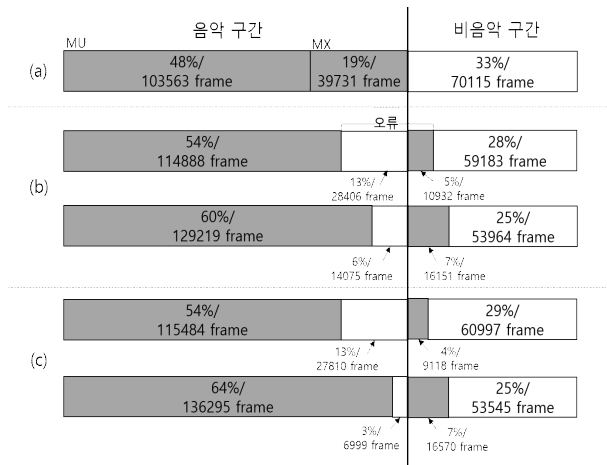 음악 구간
비음악 구간
MU
MX
(a)
48%/
103563 frame
19%/
39731 frame
33%/
70115 frame
오류
(b)
54%/
114888 frame
28%/
59183 frame
13%/
28406 frame
5%/
10932 frame
60%/
129219 frame
25%/
53964 frame
6%/
14075 frame
7%/
16151 frame
(c)
54%/
115484 frame
29%/
60997 frame
13%/
27810 frame
4%/
9118 frame
64%/
136295 frame
25%/
53545 frame
3%/
6999 frame
7%/
16570 frame